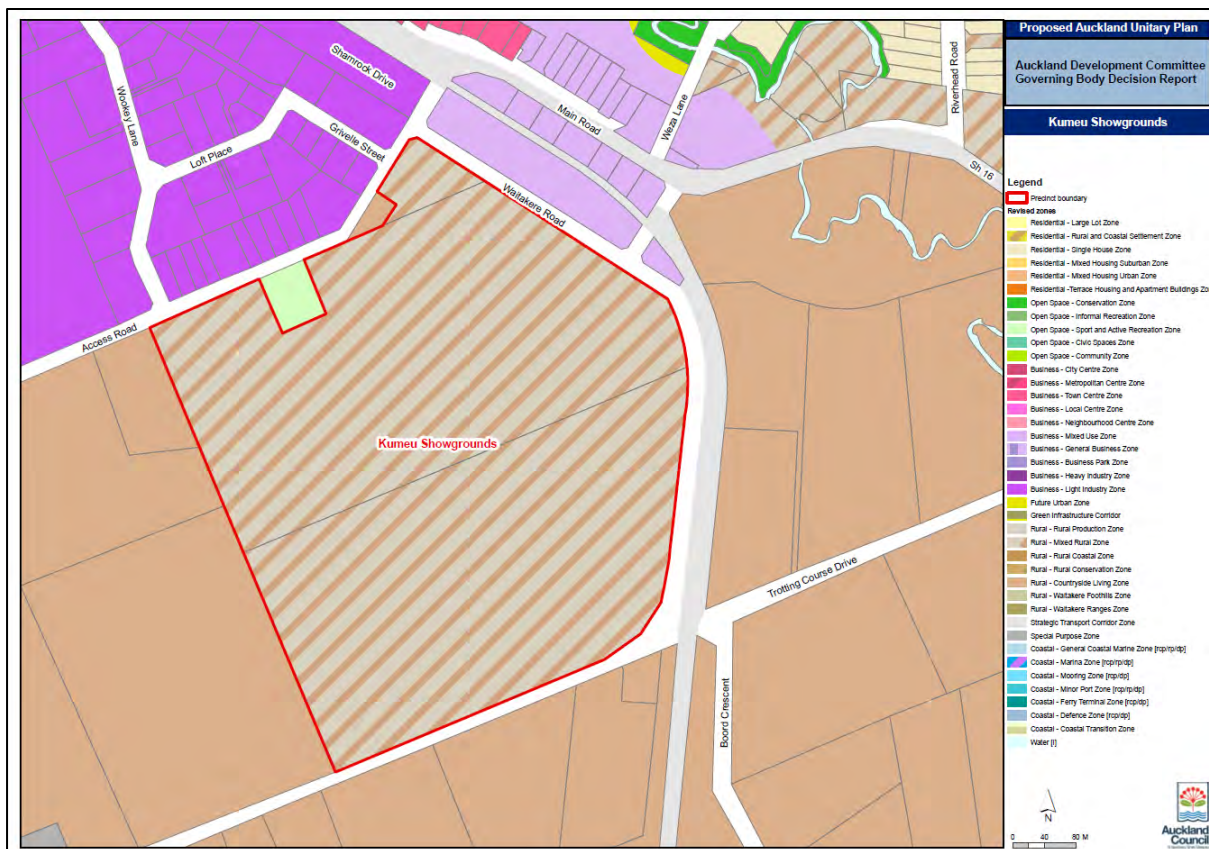 Proposed Auckland Unitary Plan
Auckland Development Committee
Governing Body Decision Report
Kumeu Showgrounds
Shamrock Drive
Wookey Lane
Loft Place
Grivelle Street
Main Road
Weza Lane
Riverhead Road
Sh 16
Waitakere Road
Access Road
Kumeu Showgrounds
Trotting Course Drive
Boord Crescent
Legend
Precinct boundary
Revised zones
Residential - Large Lot Zone
Residential - Rural and Coastal Settlement Zone
Residential - Single House Zone
Residential - Mixed Housing Suburban Zone
Residential - Mixed Housing Urban Zone
Residential -Terrace Housing and Apartment Buildings Zo
Open Space - Conservation Zone
Open Space - Informal Recreation Zone
Open Space - Sport and Active Recreation Zone
Open Space - Civic Spaces Zone
Open Space - Community Zone
Business - City Centre Zone
Business - Metropolitan Centre Zone
Business - Town Centre Zone
Business - Local Centre Zone
Business - Neighbourhood Centre Zone
Business - Mixed Use Zone
Business - General Business Zone
Business - Business Park Zone
Business - Heavy Industry Zone
Business - Light Industry Zone
Future Urban Zone
Green Infrastructure Corridor
Rural - Rural Production Zone
Rural - Mixed Rural Zone
Rural - Rural Coastal Zone
Rural - Rural Conservation Zone
Rural - Countryside Living Zone
Rural - Waitakere Foothills Zone
Rural - Waitakere Ranges Zone
Strategic Transport Corridor Zone
Special Purpose Zone
Coastal - General Coastal Marine Zone [rcp/rp/dp]
Coastal - Marina Zone [rcp/rp/dp]
Coastal - Mooring Zone [rcp/dp]
Coastal - Minor Port Zone [rcp/rp/dp]
Coastal - Ferry Terminal Zone [rcp/dp]
Coastal - Defence Zone [rcp/dp]
Coastal - Coastal Transition Zone
Water [i]
N
0 40 80 M
Auckland
Council